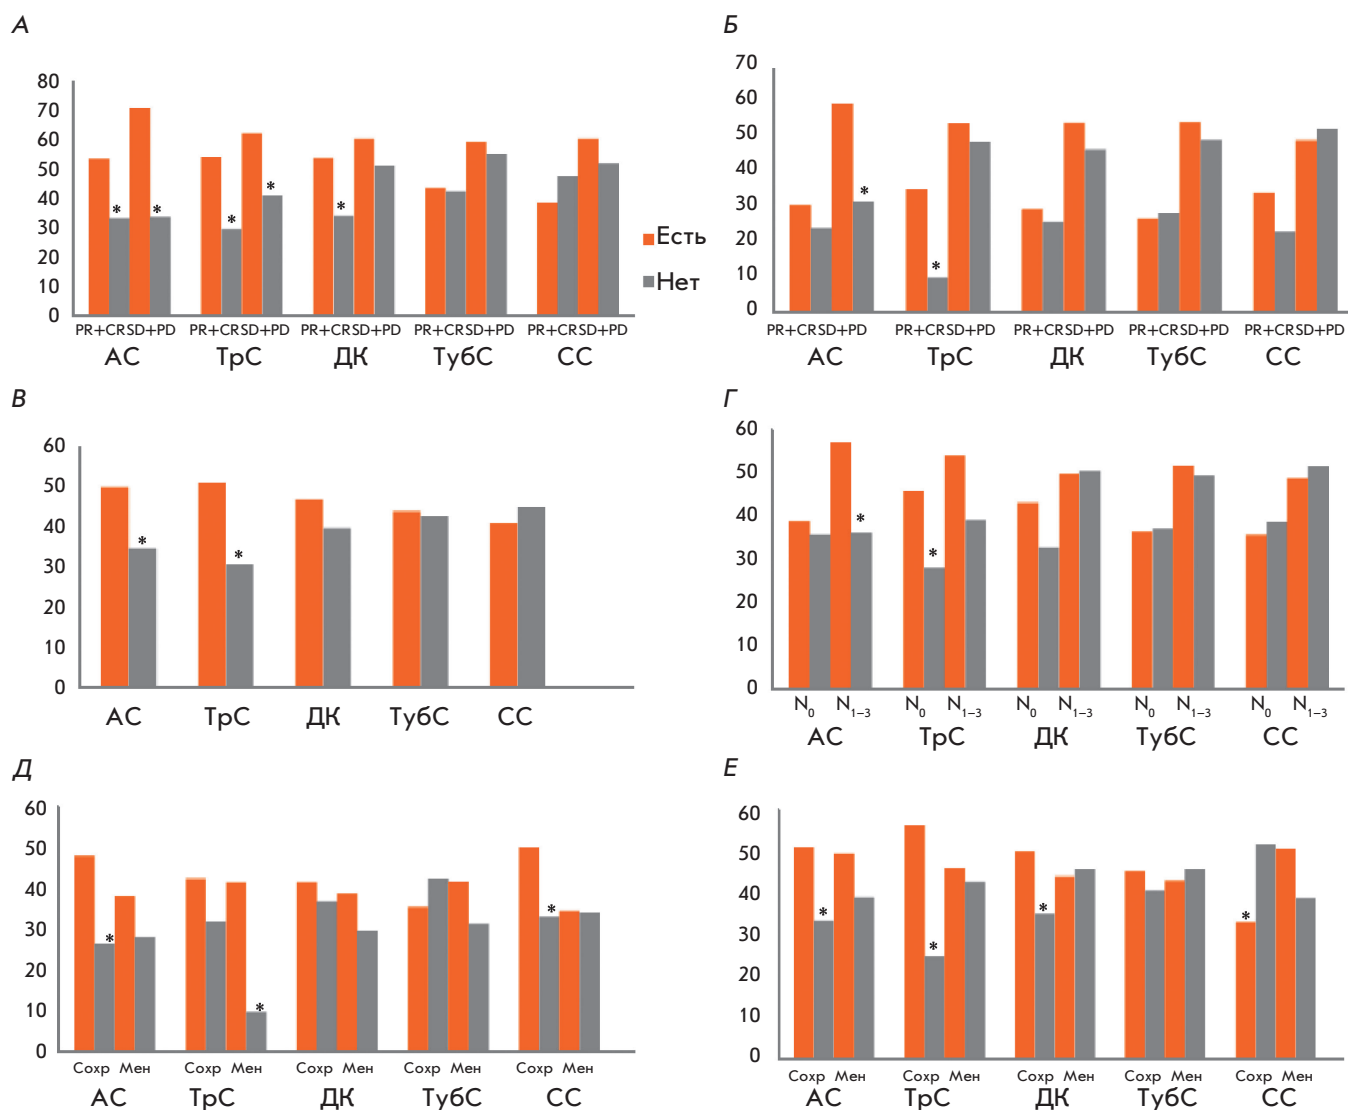 А
80
70
60
50
40
30
20
10
0
* * * * *
PR+CR SD+PD PR+CR SD+PD PR+CR SD+PD PR+CR SD+PD PR+CR SD+PD
АС ТрС ДК ТубС СС
Есть
Нет
Б
70
60
50
40
30
20
10
0
* *
PR+CR SD+PD PR+CR SD+PD PR+CR SD+PD PR+CR SD+PD PR+CR SD+PD
АС ТрС ДК ТубС СС
В
60
50
40
30
20
10
0
* *
АС ТрС ДК ТубС СС
Г
60
50
40
30
20
10
0
* *
N₀ N₁₋₃ N₀ N₁₋₃ N₀ N₁₋₃ N₀ N₁₋₃ N₀ N₁₋₃
АС ТрС ДК ТубС СС
Д
60
50
40
30
20
10
0
* * *
Сохр Мен Сохр Мен Сохр Мен Сохр Мен Сохр Мен
АС ТрС ДК ТубС СС
Е
60
50
40
30
20
10
0
* * * *
Сохр Мен Сохр Мен Сохр Мен Сохр Мен Сохр Мен
АС ТрС ДК ТубС СС